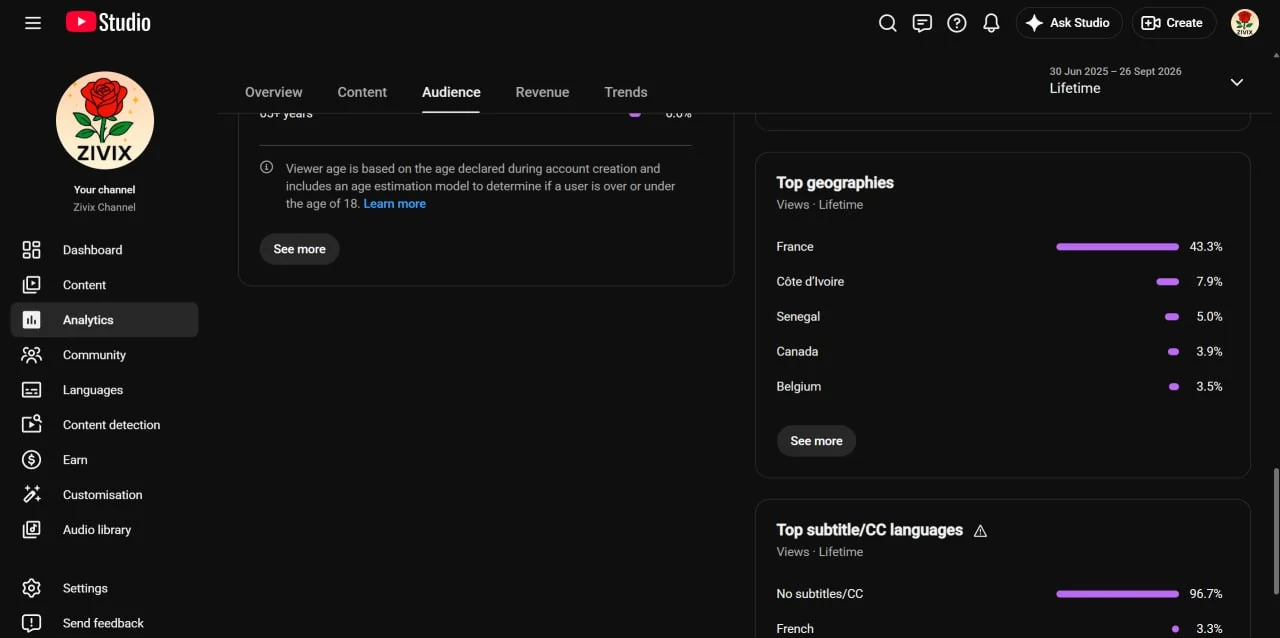 Studio
Ask Studio
Create
ZIVIX
ZIVIX
Your channel
Zivix Channel
Dashboard
Content
Analytics
Community
Languages
Content detection
Earn
Customisation
Audio library
Settings
Send feedback
Overview
Content
Audience
Revenue
Trends
30 Jun 2025 – 26 Sept 2026
Lifetime
65+ years
0.0%
Viewer age is based on the age declared during account creation and
includes an age estimation model to determine if a user is over or under
the age of 18. Learn more
See more
Top geographies
Views · Lifetime
France 43.3%
Côte d'Ivoire 7.9%
Senegal 5.0%
Canada 3.9%
Belgium 3.5%
See more
Top subtitle/CC languages
Views · Lifetime
No subtitles/CC 96.7%
French 3.3%